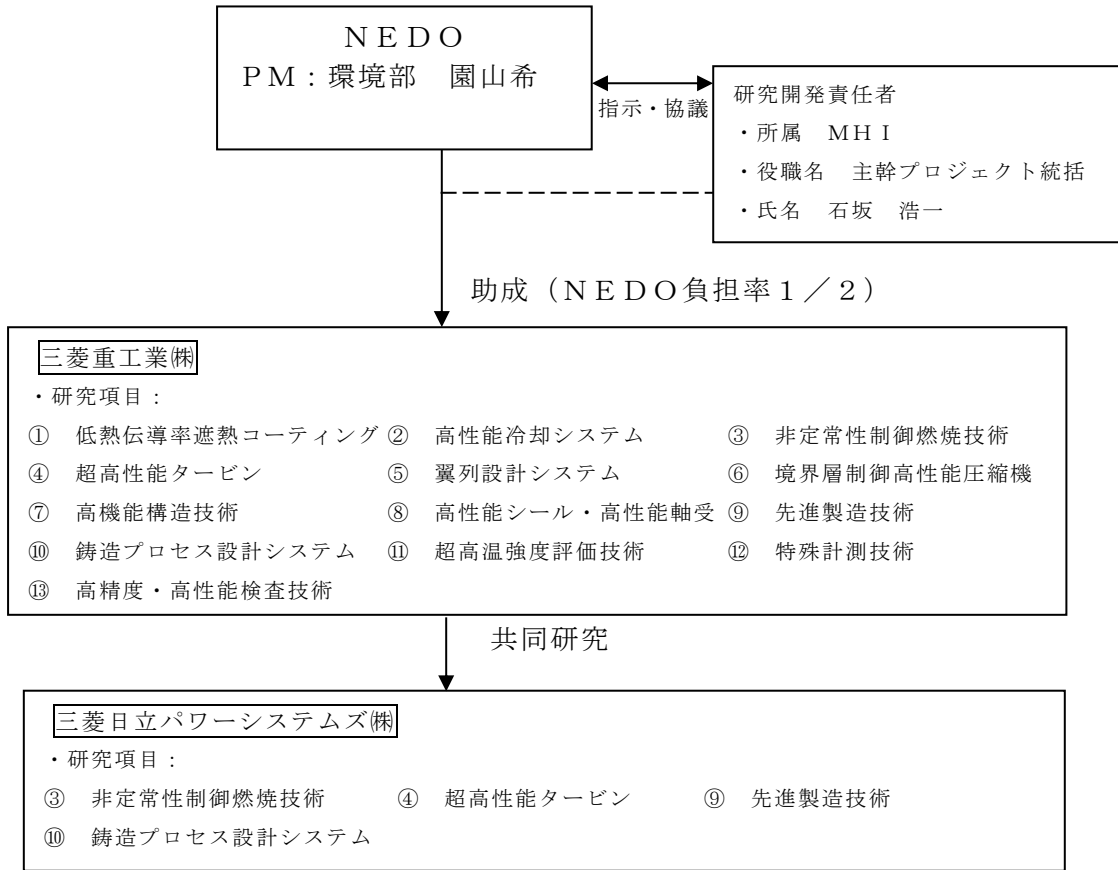 ＮＥＤＯ
ＰＭ：環境部　園山希
指示・協議
研究開発責任者
・所属　ＭＨＩ
・役職名　主幹プロジェクト統括
・氏名　石坂　浩一
助成（ＮＥＤＯ負担率１／２）
三菱重工業㈱
・研究項目：
①　低熱伝導率遮熱コーティング ②　高性能冷却システム　③　非定常性制御燃焼技術
④　超高性能タービン　⑤　翼列設計システム　⑥　境界層制御高性能圧縮機
⑦　高機能構造技術　⑧　高性能シール・高性能軸受 ⑨　先進製造技術
⑩　鋳造プロセス設計システム　⑪　超高温強度評価技術　⑫　特殊計測技術
⑬　高精度・高性能検査技術
共同研究
三菱日立パワーシステムズ㈱
・研究項目：
③　非定常性制御燃焼技術　④　超高性能タービン　⑨　先進製造技術
⑩　鋳造プロセス設計システム